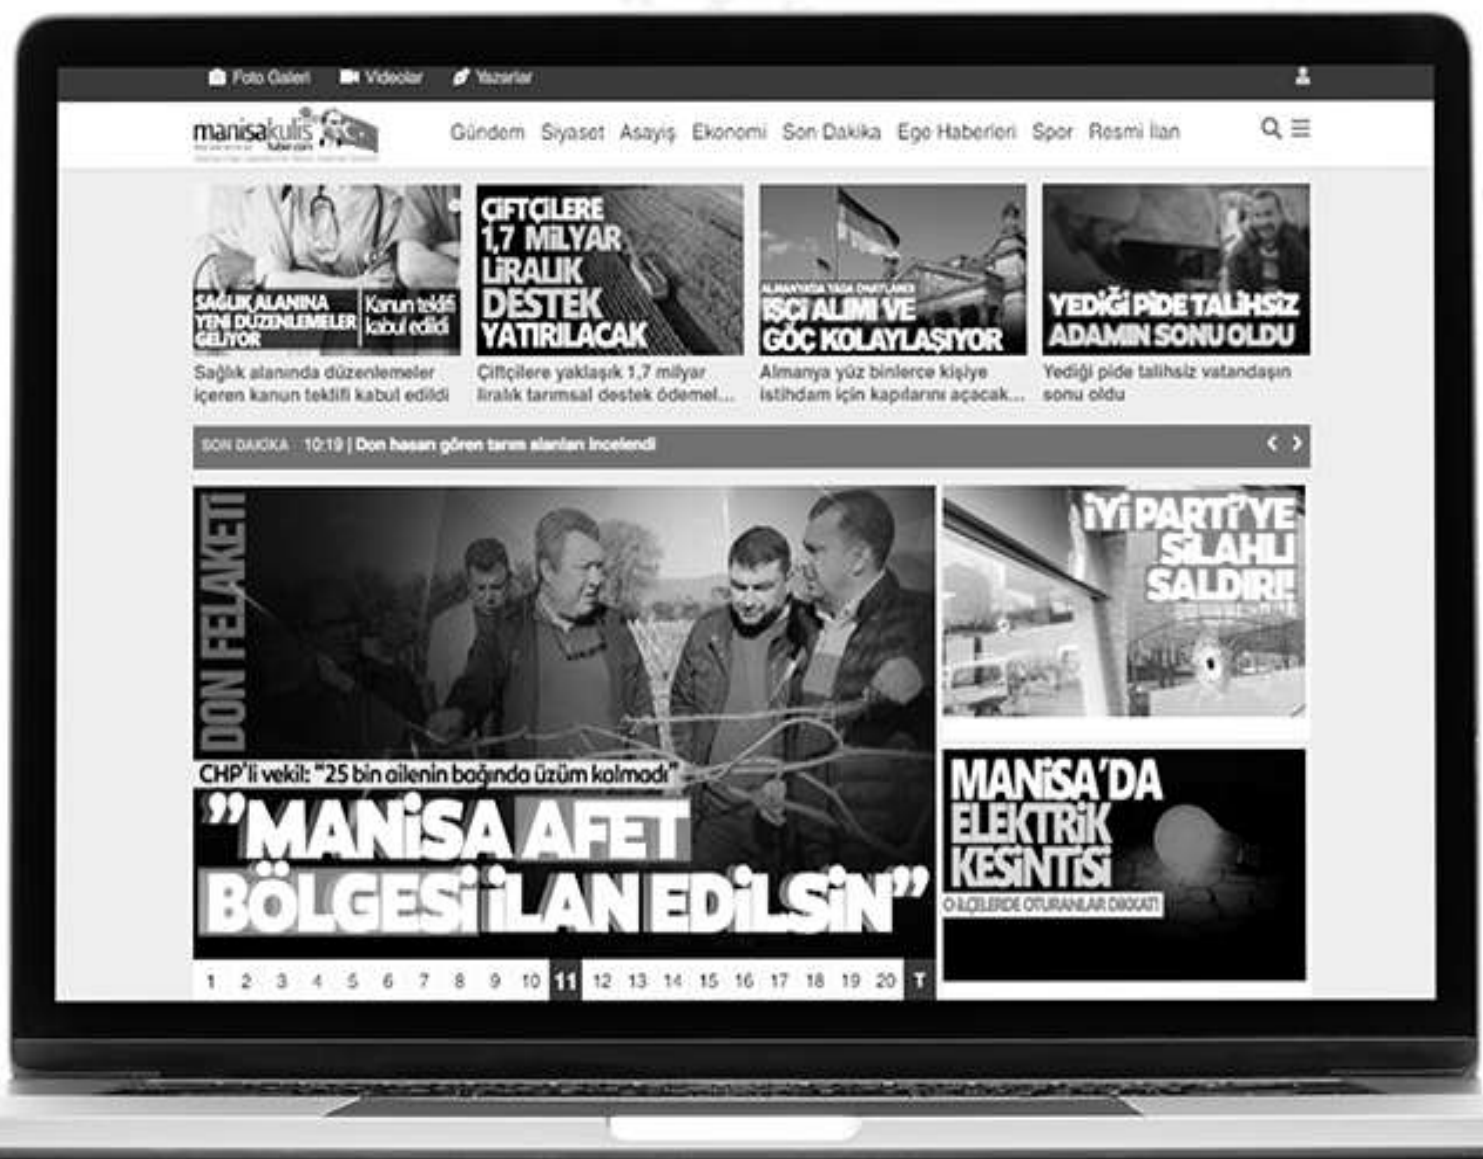 Foto Galeri Videolar Yazarlar
manisakulis
haber.com
Gündem Siyaset Asayiş Ekonomi Son Dakika Ege Haberleri Spor Resmi İlan
SAĞLIK ALANINA
YENİ DÜZENLEMELER
GELİYOR
Kanun teklifi
kabul edildi
Sağlık alanında düzenlemeler
içeren kanun teklifi kabul edildi
ÇİFTÇİLERE
1,7 MİLYAR
LİRALIK
DESTEK
YATIRILACAK
Çiftçilere yaklaşık 1,7 milyar
liralık tarımsal destek ödemel...
ALMANYA'DA YASA ONAYLANDI
İŞÇİ ALIMI VE
GÖÇ KOLAYLAŞIYOR
Almanya yüz binlerce kişiye
istihdam için kapılarını açacak...
YEDİĞİ PİDE TALİHSİZ
ADAMIN SONU OLDU
Yediği pide talihsiz vatandaşın
sonu oldu
SON DAKİKA 10:19 | Don hasarı gören tarım alanları incelendi
DON FELAKETİ
CHP'li vekil: "25 bin ailenin bağında üzüm kalmadı"
"MANİSA AFET
BÖLGESİ İLAN EDİLSİN"
1 2 3 4 5 6 7 8 9 10 11 12 13 14 15 16 17 18 19 20 T
İYİ PARTİ'YE
SİLAHLI
SALDIRI!
MANİSA'DA
ELEKTRİK
KESİNTİSİ
O İLÇELERDE OTURANLAR DİKKAT!